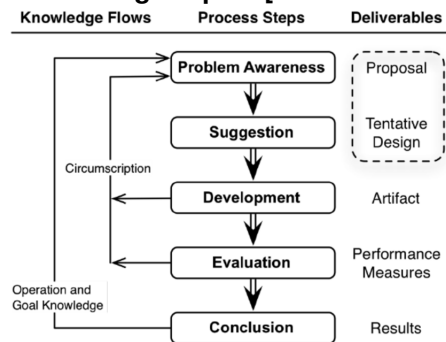 Knowledge Flows Process Steps Deliverables
Problem Awareness Proposal
Suggestion Tentative
Design
Circumscription
Development Artifact
Evaluation Performance
Measures
Operation and
Goal Knowledge
Conclusion Results